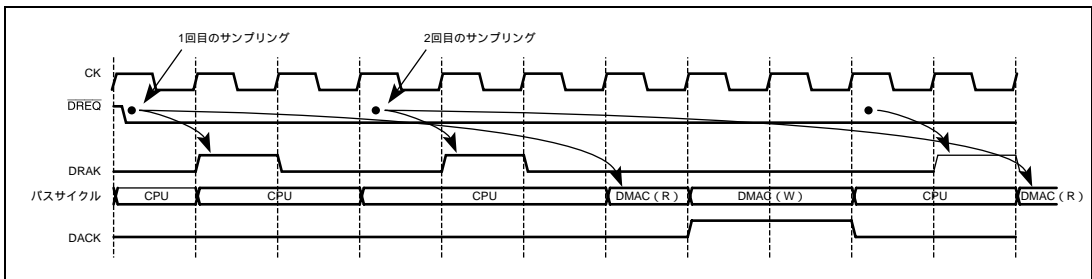 1回目のサンプリング
2回目のサンプリング
CK
DREQ
DRAK
バスサイクル CPU CPU CPU DMAC（R） DMAC（W） CPU DMAC（R）
DACK